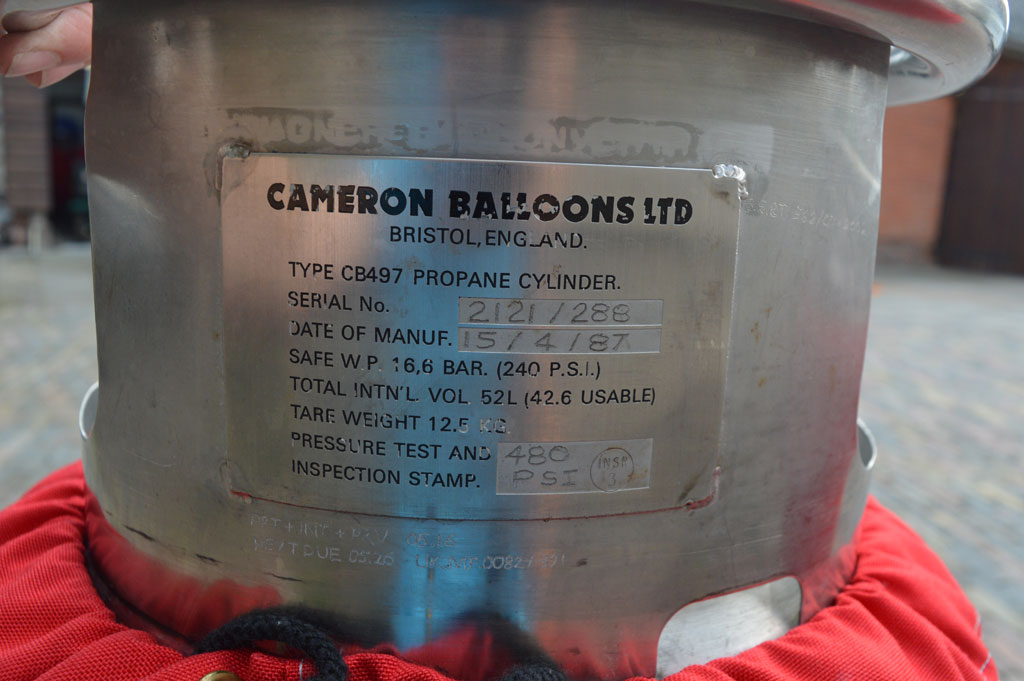 CAMERON BALLOONS LTD
BRISTOL, ENGLAND.
TYPE CB497 PROPANE CYLINDER.
SERIAL No. 2121/288
DATE OF MANUF. 15/4/87
SAFE W.P. 16,6 BAR. (240 P.S.I.)
TOTAL INTN'L. VOL 52L (42.6 USABLE)
TARE WEIGHT 12.5 KG.
PRESSURE TEST AND 480
INSPECTION STAMP. PSI
INSP
NEXT DUE